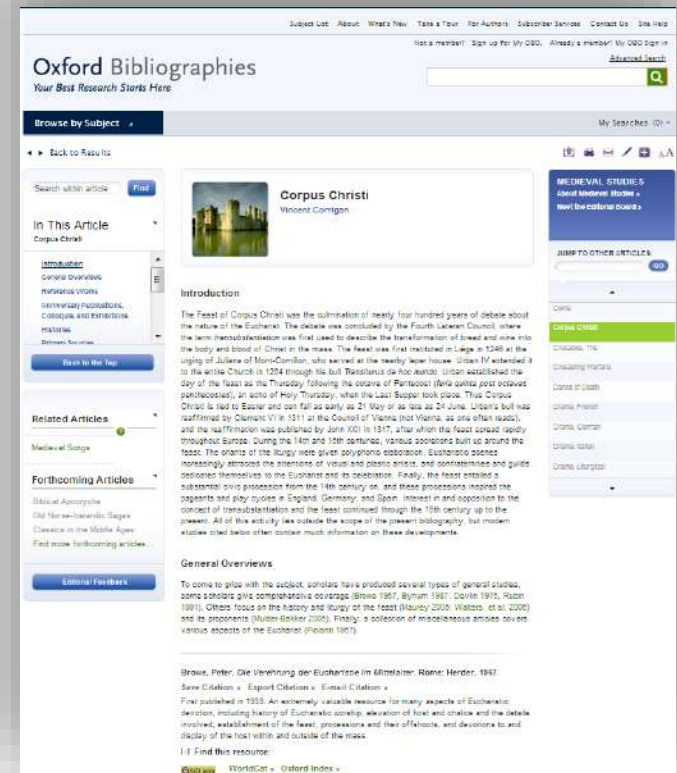 Subject List About What's New Take a Tour For Authors Subscriber Services Contact Us Site Help
Not a member? Sign up for My OBO. Already a member? My OBO Sign in
Oxford Bibliographies
Your Best Research Starts Here
Advanced Search
Browse by Subject
My Searches (0)
Back to Results
Search within article Find
In This Article
Corpus Christi
Introduction
General Overviews
Reference Works
Anniversary Publications,
Colloquia, and Exhibitions
Histories
Primary Sources
Back to the Top
Related Articles
Medieval Songs
Forthcoming Articles
Biblical Apocrypha
Old Norse-Icelandic Sagas
Classics in the Middle Ages
Find more forthcoming articles...
Editorial Feedback
Corpus Christi
Vincent Corrigan
Introduction
The Feast of Corpus Christi was the culmination of nearly four hundred years of debate about
the nature of the Eucharist. The debate was concluded by the Fourth Lateran Council, where
the term transubstantiation was first used to describe the transformation of bread and wine into
the body and blood of Christ in the mass. The feast was first instituted in Liège in 1246 at the
urging of Juliana of Mont-Cornillon, who served at the nearby leper house. Urban IV extended it
to the entire Church in 1264 through his bull Transiturus de hoc mundo. Urban established the
day of the feast as the Thursday following the octave of Pentecost (feria quinta post octavas
penthecostes), an echo of Holy Thursday, when the Last Supper took place. Thus Corpus
Christi is tied to Easter and can fall as early as 21 May or as late as 24 June. Urban's bull was
reaffirmed by Clement V in 1311 at the Council of Vienne (not Vienna, as one often reads),
and the reaffirmation was published by John XXII in 1317, after which the feast spread rapidly
throughout Europe. During the 14th and 15th centuries, various accretions built up around the
feast. The chants of the liturgy were given polyphonic elaboration, Eucharistic scenes
increasingly attracted the attentions of visual and plastic artists, and confraternities and guilds
dedicated themselves to the Eucharist and its celebration. Finally, the feast entailed a
substantial civic procession from the 14th century on, and these processions inspired the
pageants and play cycles in England, Germany, and Spain. Interest in and opposition to the
concept of transubstantiation and the feast continued through the 16th century up to the
present. All of this activity lies outside the scope of the present bibliography, but modern
studies cited below often contain much information on these developments.
General Overviews
To come to grips with the subject, scholars have produced several types of general studies,
some scholars give comprehensive coverage (Browe 1967, Bynum 1987, Devlin 1975, Rubin
1991). Others focus on the history and liturgy of the feast (Maurey 2005, Walters, et al. 2006)
and its proponents (Mulder-Bakker 2005). Finally, a collection of miscellaneous articles covers
various aspects of the Eucharist (Piolanti 1957).
Browe, Peter. Die Verehrung der Eucharistie im Mittelalter. Rome: Herder, 1967.
Save Citation » Export Citation » E-mail Citation »
First published in 1933. An extremely valuable resource for many aspects of Eucharistic
devotion, including history of Eucharistic worship, elevation of host and chalice and the details
involved, establishment of the feast, processions and their offshoots, and devotions to and
display of the host within and outside of the mass.
[-] Find this resource:
WorldCat » Oxford Index »
MEDIEVAL STUDIES
About Medieval Studies »
Meet the Editorial Board »
JUMP TO OTHER ARTICLES:
GO
Corpus Christi
Crusades, The
Crusading Warfare
Dance of Death
Drama, French
Drama, German
Drama, Italian
Drama, Liturgical